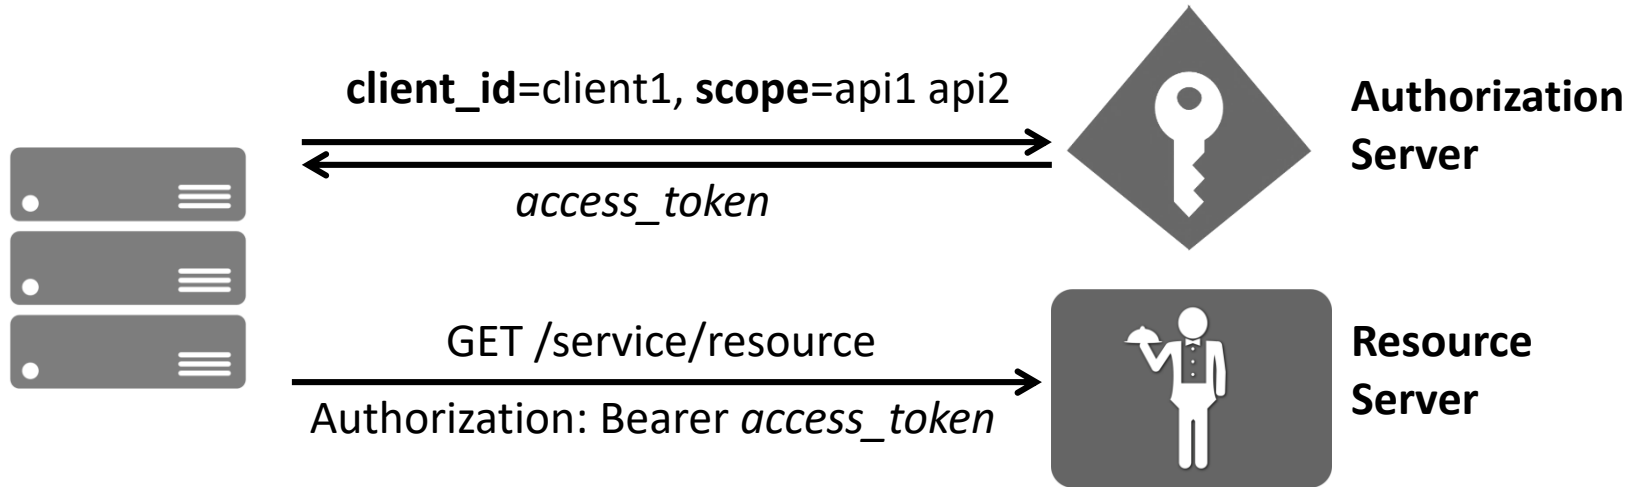 client_id=client1, scope=api1 api2
access_token
Authorization
Server
GET /service/resource
Authorization: Bearer access_token
Resource
Server